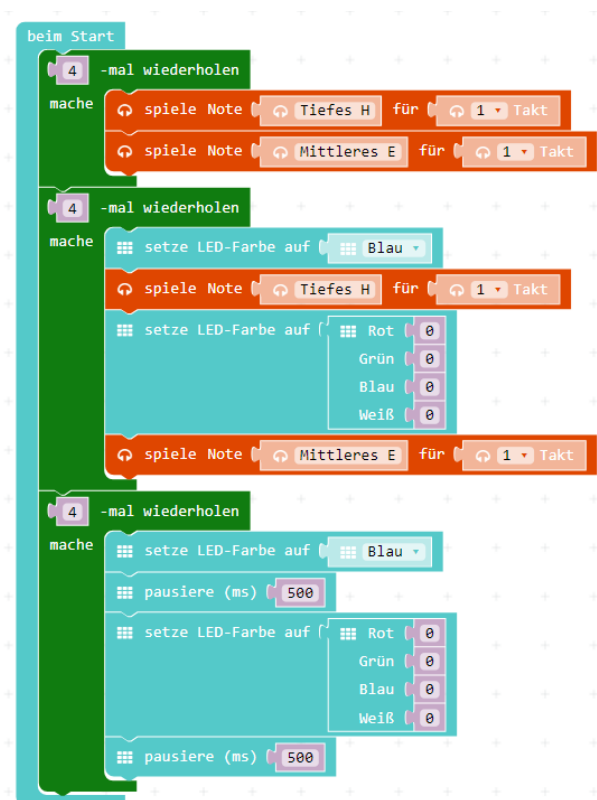 beim Start
4 -mal wiederholen
mache spiele Note Tiefes H für 1 Takt
spiele Note Mittleres E für 1 Takt
4 -mal wiederholen
mache setze LED-Farbe auf Blau
spiele Note Tiefes H für 1 Takt
setze LED-Farbe auf Rot 0
Grün 0
Blau 0
Weiß 0
spiele Note Mittleres E für 1 Takt
4 -mal wiederholen
mache setze LED-Farbe auf Blau
pausiere (ms) 500
setze LED-Farbe auf Rot 0
Grün 0
Blau 0
Weiß 0
pausiere (ms) 500